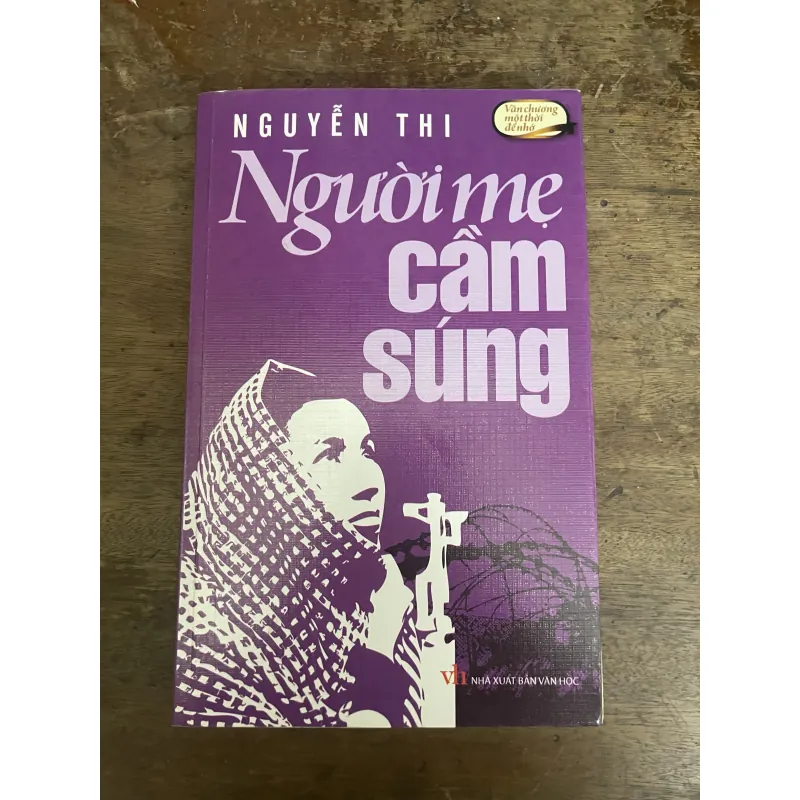 NGUYỄN THI
Văn chương
một thời
để nhớ
Người mẹ
cầm
súng
vh NHÀ XUẤT BẢN VĂN HỌC